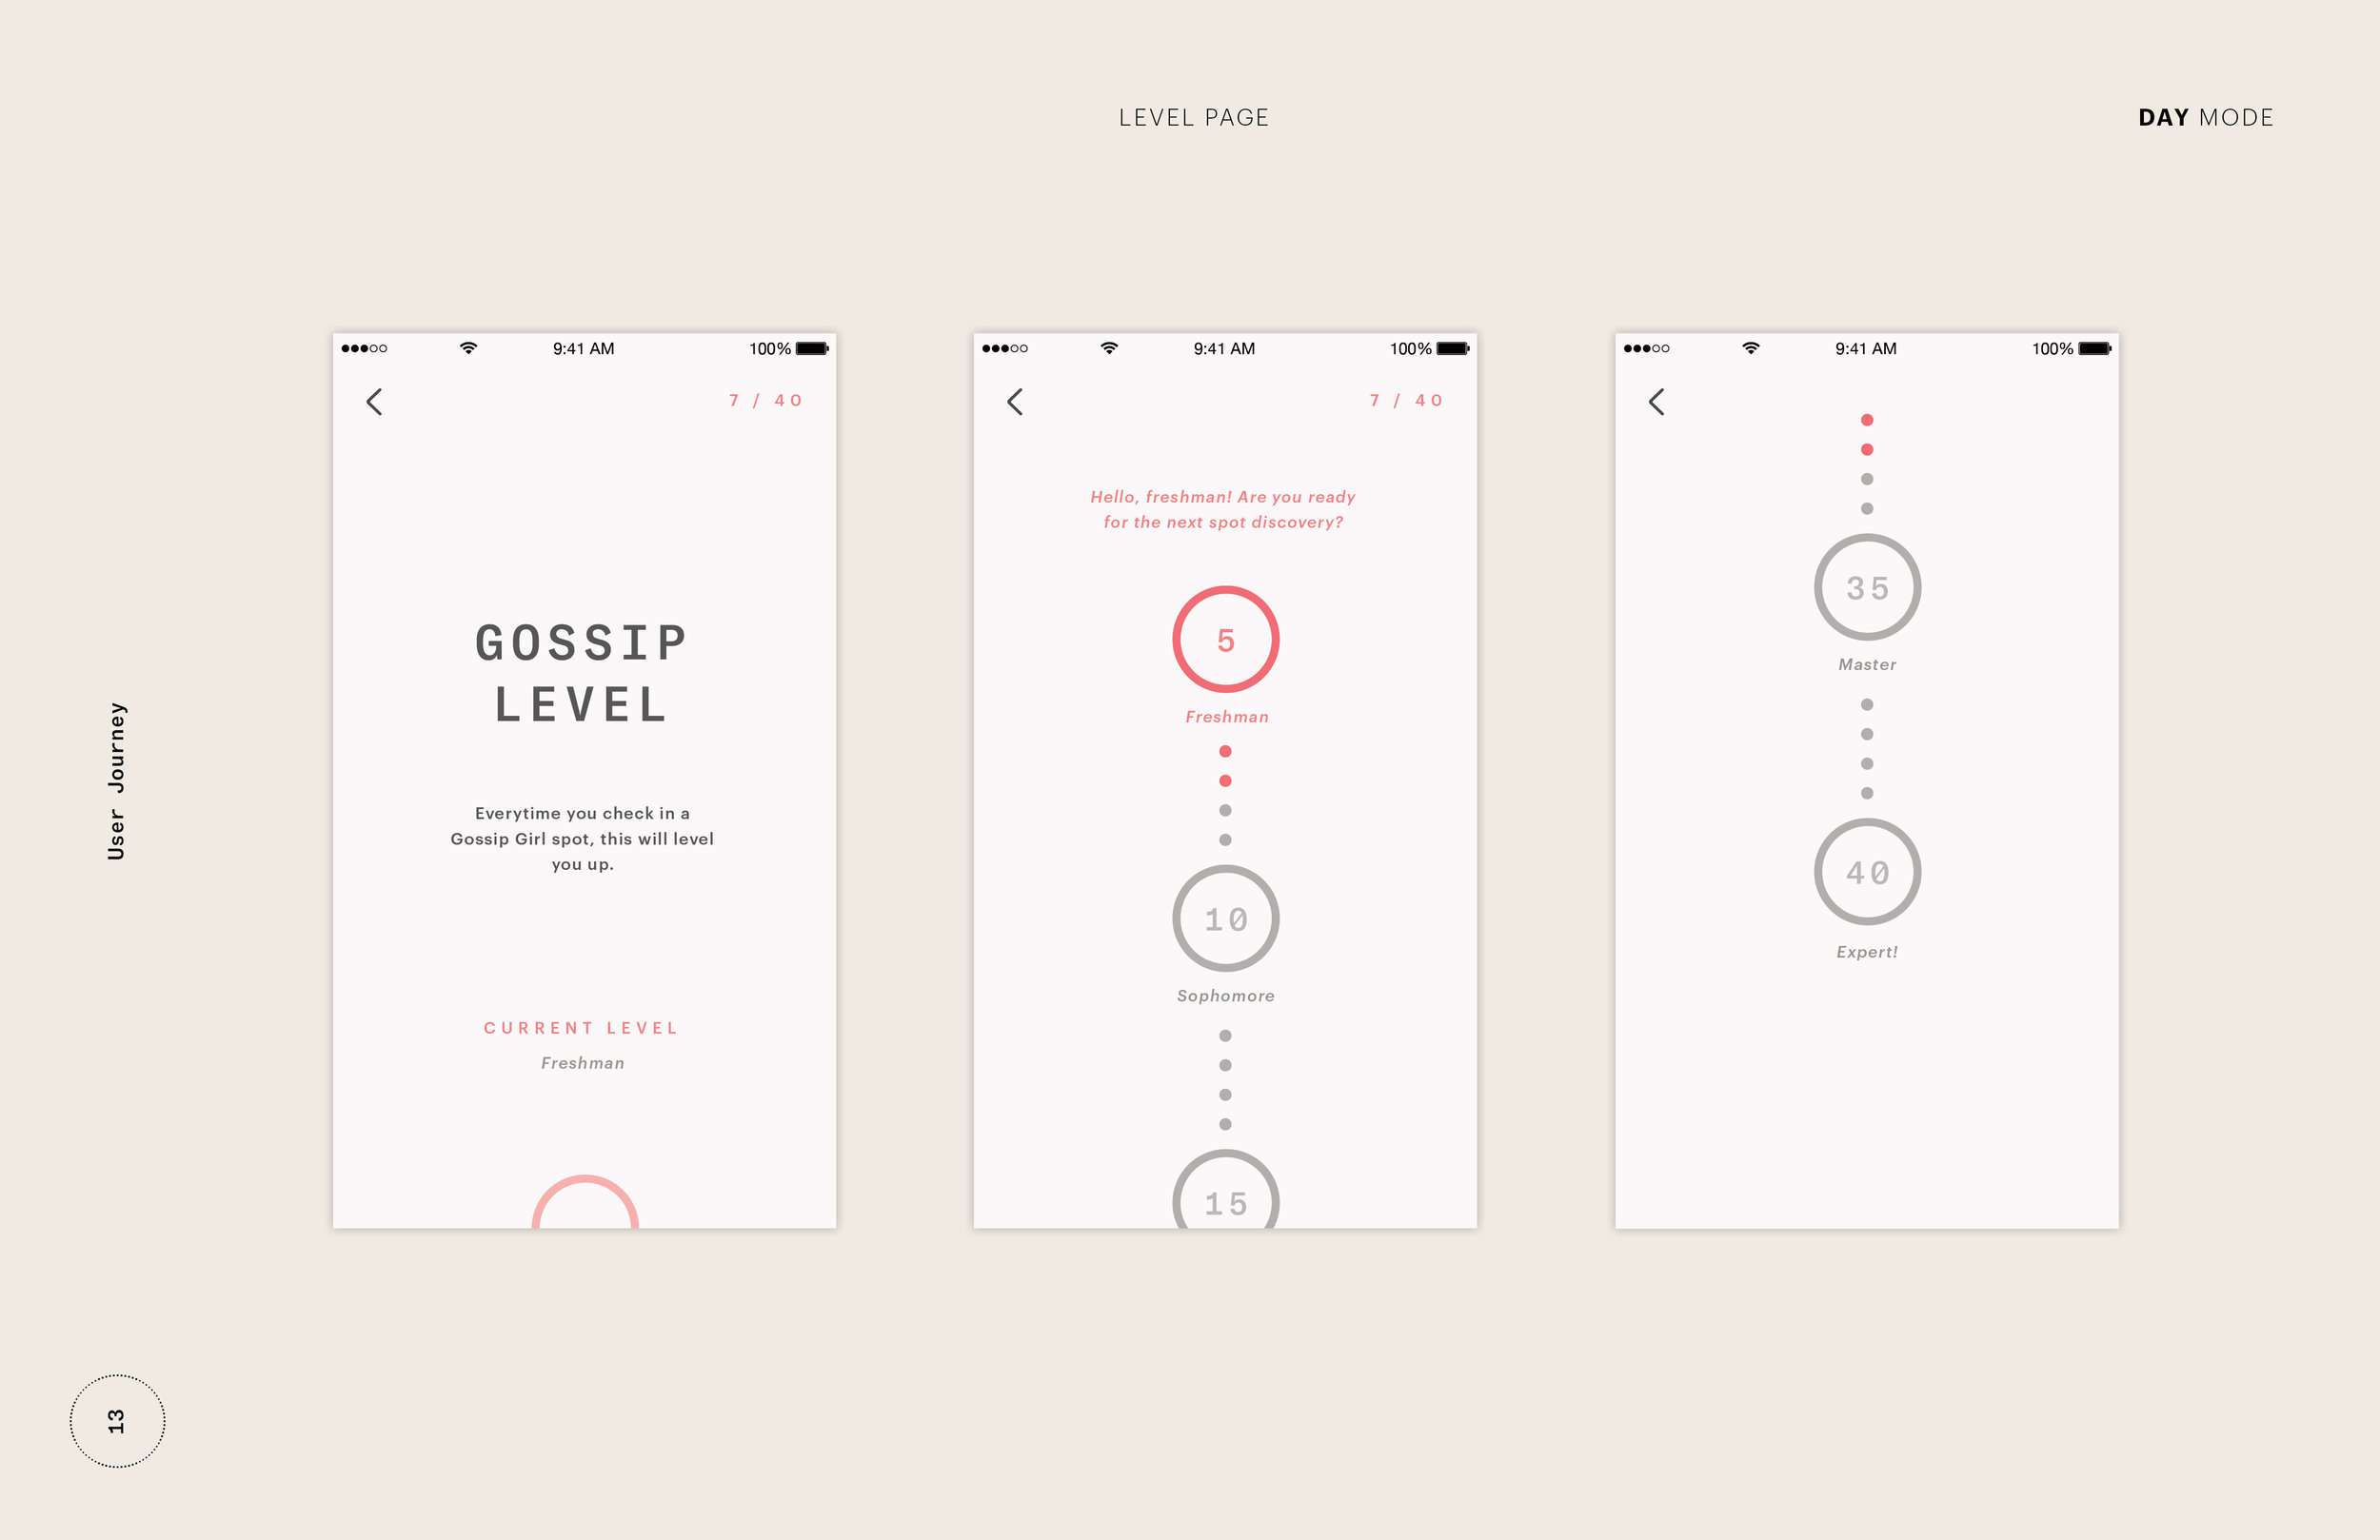 LEVEL PAGE
DAY MODE
User Journey
9:41 AM
100%
7 / 40
GOSSIP
LEVEL
Everytime you check in a
Gossip Girl spot, this will level
you up.
CURRENT LEVEL
Freshman
9:41 AM
100%
7 / 40
Hello, freshman! Are you ready
for the next spot discovery?
5
Freshman
10
Sophomore
15
9:41 AM
100%
35
Master
40
Expert!
13